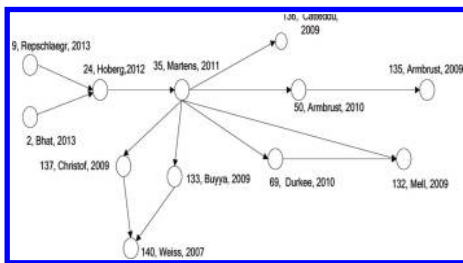 136, Catteddu,
2009
9, Repschlaegr, 2013
24, Hoberg,2012
35, Martens, 2011
135, Armbrust, 2009
50, Armbrust, 2010
2, Bhat, 2013
137, Christof, 2009
133, Buyya, 2009
69, Durkee, 2010
132, Mell, 2009
140, Weiss, 2007